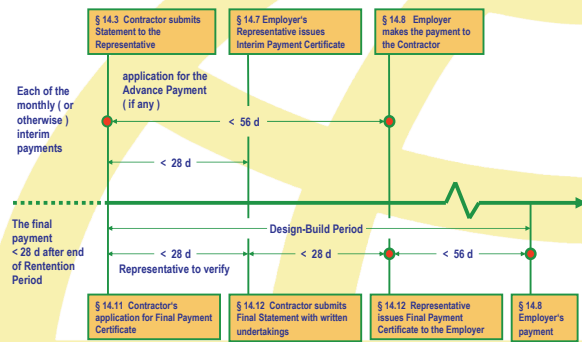 § 14.3 Contractor submits
Statement to the
Representative
§ 14.7 Employer's
Representative issues
Interim Payment Certificate
§ 14.8 Employer
makes the payment to
the Contractor
Each of the
monthly ( or
otherwise )
interim
payments
application for the
Advance Payment
( if any )
< 56 d
< 28 d
The final
payment
< 28 d after end
of Rentention
Period
Design-Build Period
< 28 d
< 28 d
< 56 d
Representative to verify
§ 14.11 Contractor's
application for Final Payment
Certificate
§ 14.12 Contractor submits
Final Statement with written
undertakings
§ 14.12 Representative
issues Final Payment
Certificate to the Employer
§ 14.8
Employer's
payment